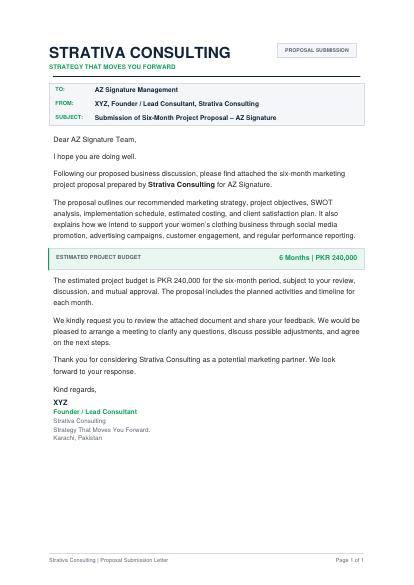 STRATIVA CONSULTING
PROPOSAL SUBMISSION
STRATEGY THAT MOVES YOU FORWARD
TO: AZ Signature Management
FROM: XYZ, Founder / Lead Consultant, Strativa Consulting
SUBJECT: Submission of Six-Month Project Proposal – AZ Signature
Dear AZ Signature Team,
I hope you are doing well.
Following our proposed business discussion, please find attached the six-month marketing
project proposal prepared by Strativa Consulting for AZ Signature.
The proposal outlines our recommended marketing strategy, project objectives, SWOT
analysis, implementation schedule, estimated costing, and client satisfaction plan. It also
explains how we intend to support your women's clothing business through social media
promotion, advertising campaigns, customer engagement, and regular performance reporting.
ESTIMATED PROJECT BUDGET 6 Months | PKR 240,000
The estimated project budget is PKR 240,000 for the six-month period, subject to your review,
discussion, and mutual approval. The proposal includes the planned activities and timeline for
each month.
We kindly request you to review the attached document and share your feedback. We would be
pleased to arrange a meeting to clarify any questions, discuss possible adjustments, and agree
on the next steps.
Thank you for considering Strativa Consulting as a potential marketing partner. We look
forward to your response.
Kind regards,
XYZ
Founder / Lead Consultant
Strativa Consulting
Strategy That Moves You Forward.
Karachi, Pakistan
Strativa Consulting | Proposal Submission Letter
Page 1 of 1